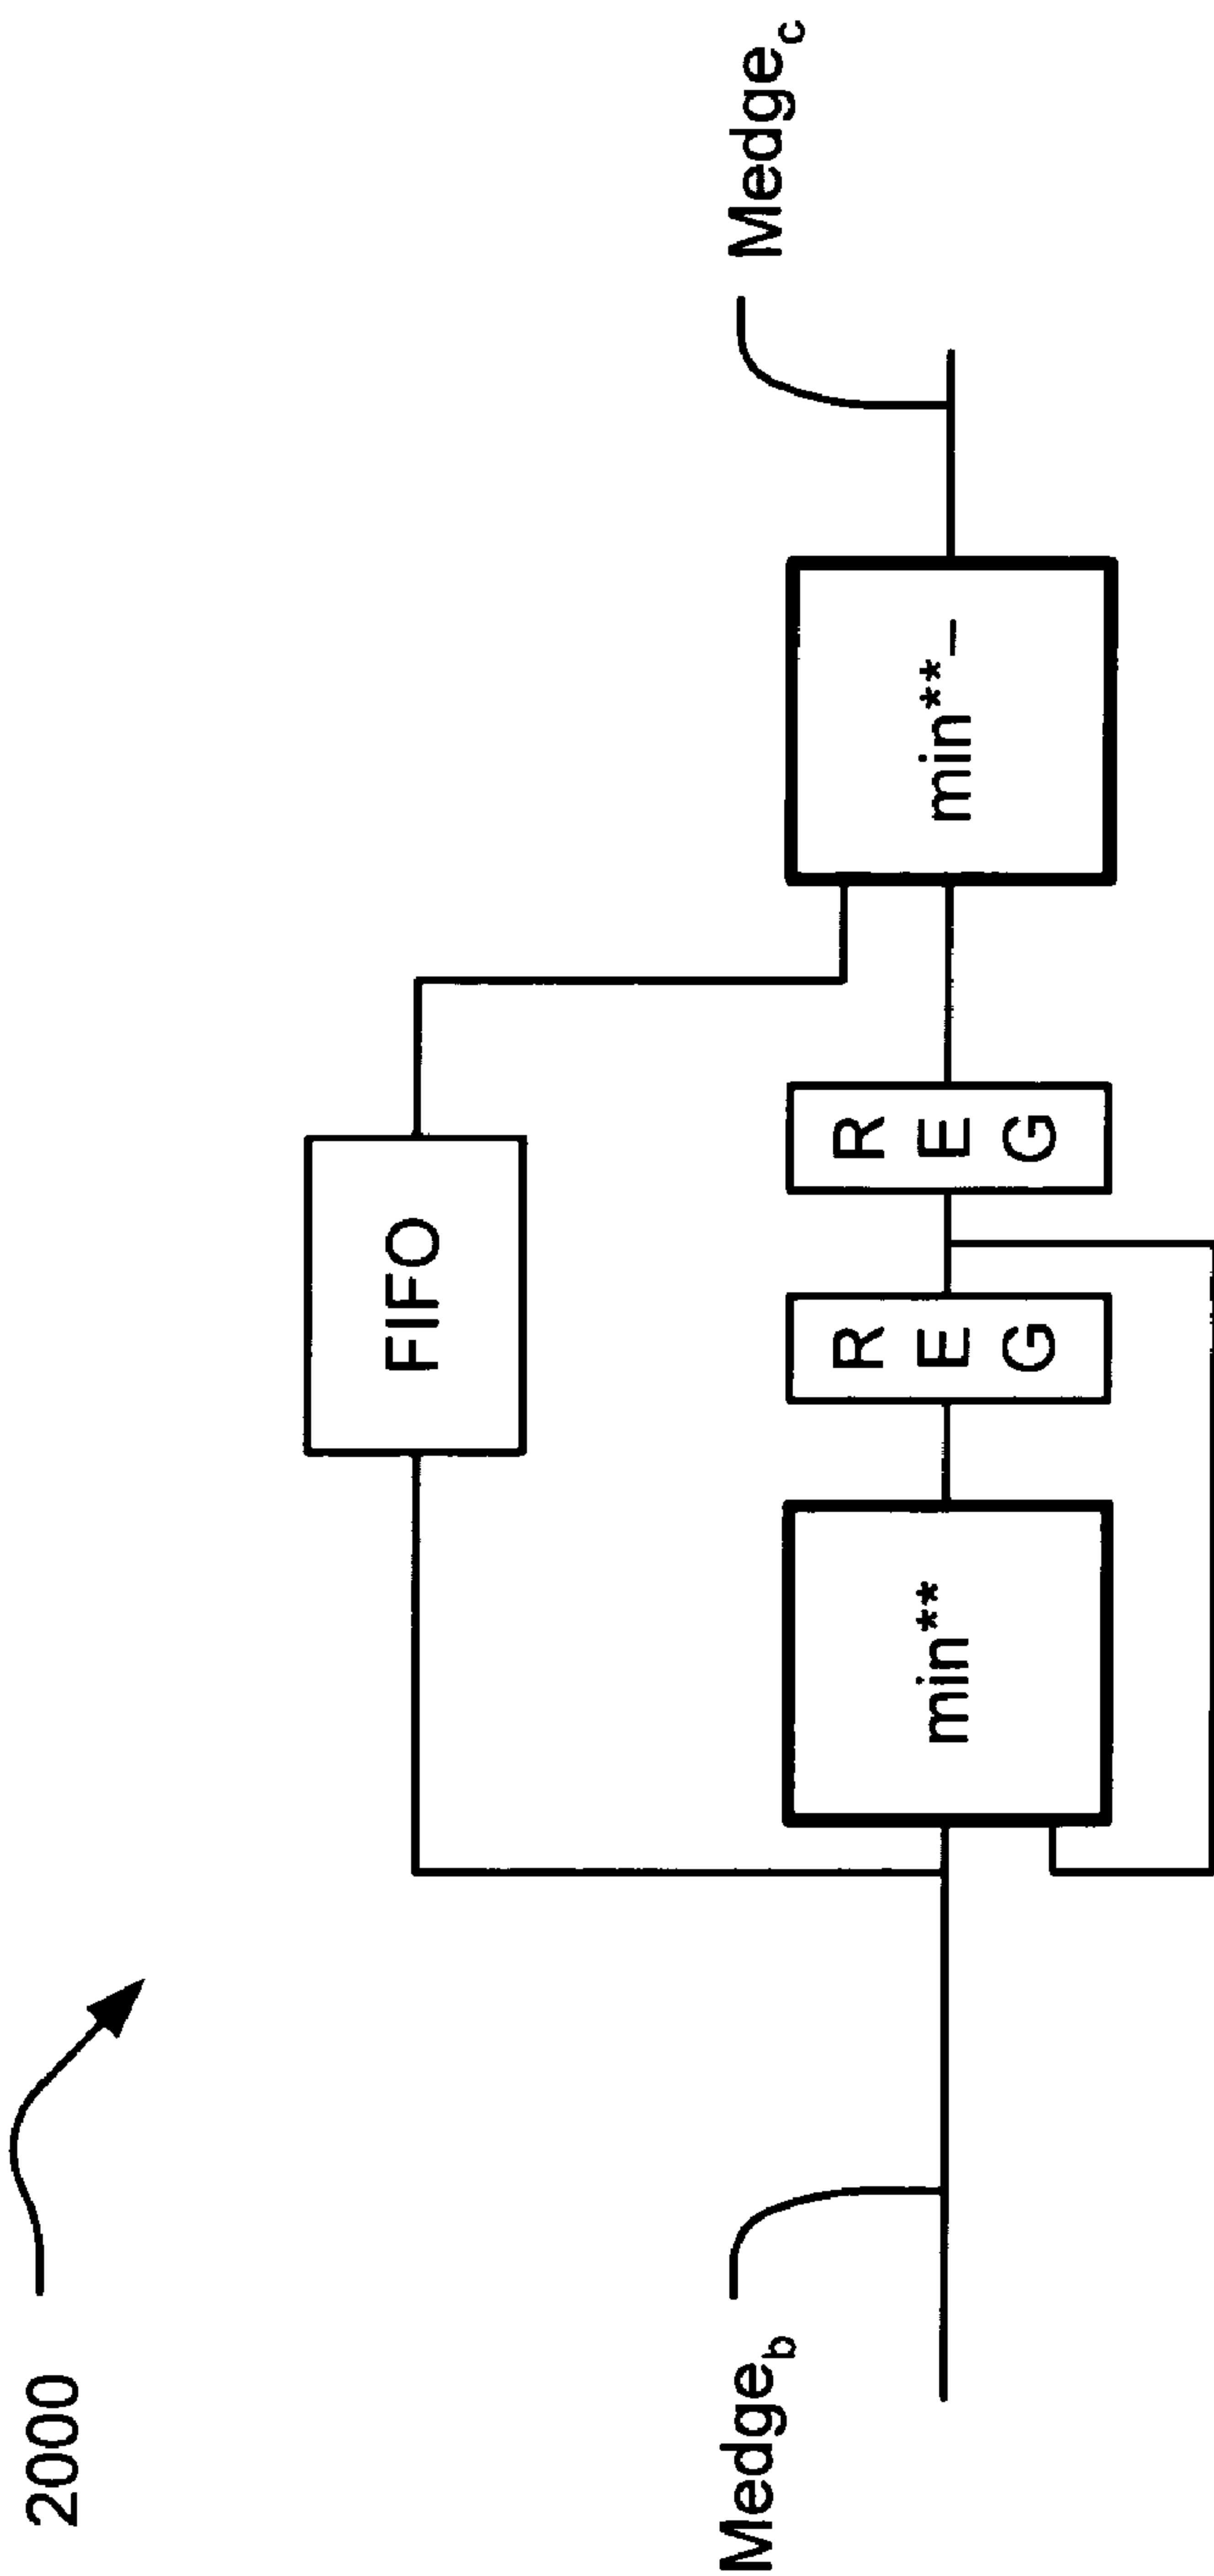 2000
FIFO
Medge_b
min**
REG
REG
min**_
Medge_c